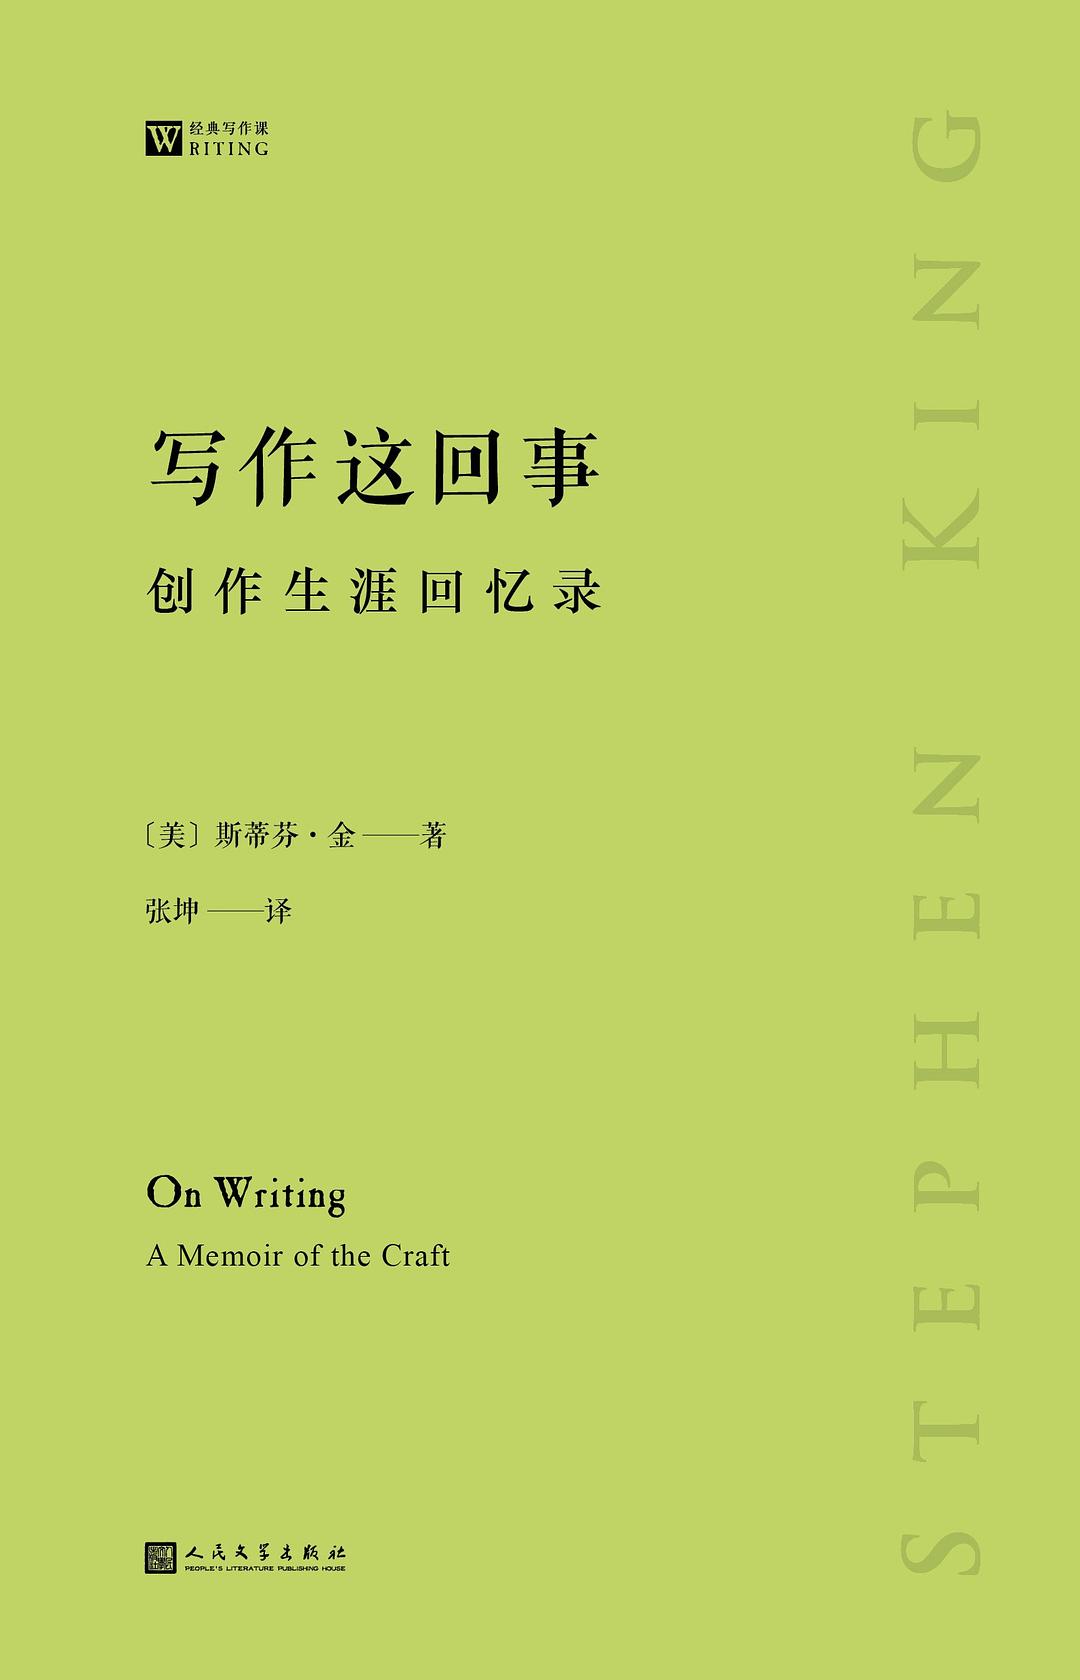 经典写作课
WRITING
写作这回事
创作生涯回忆录
〔美〕斯蒂芬·金——著
张坤——译
On Writing
A Memoir of the Craft
人民文学出版社
PEOPLE'S LITERATURE PUBLISHING HOUSE
STEPHEN KING